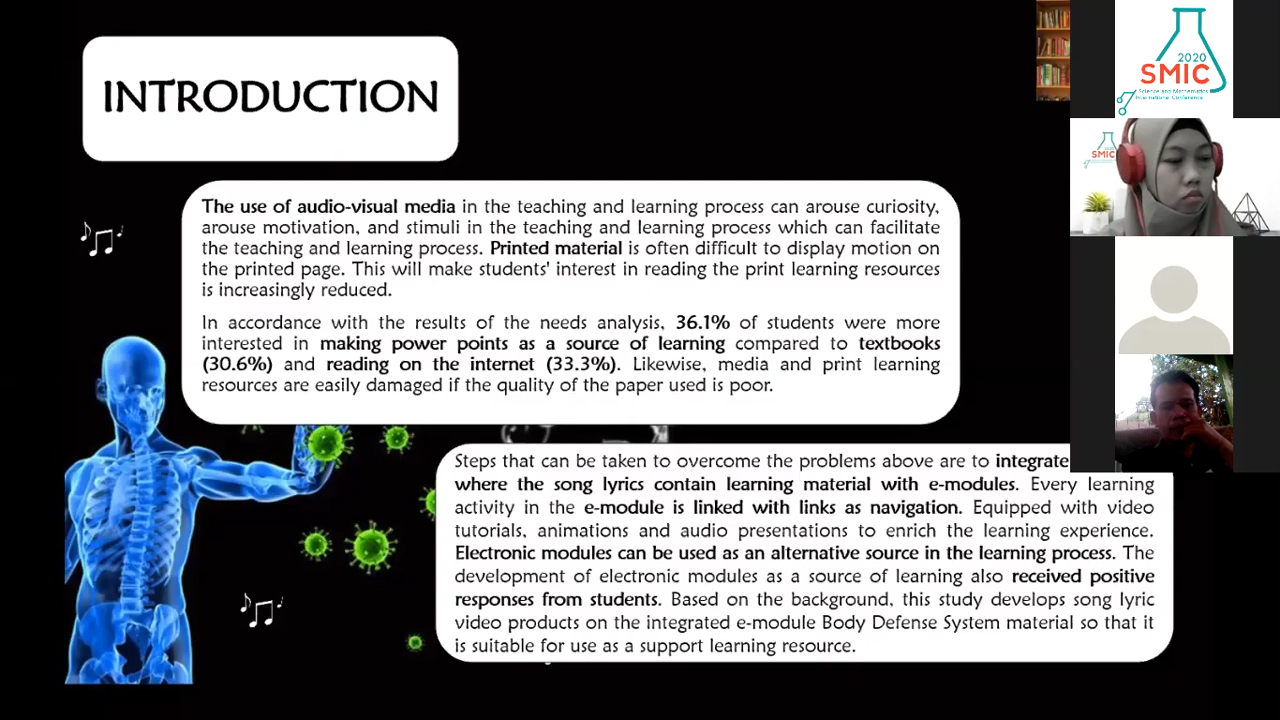 INTRODUCTION
The use of audio-visual media in the teaching and learning process can arouse curiosity,
arouse motivation, and stimuli in the teaching and learning process which can facilitate
the teaching and learning process. Printed material is often difficult to display motion on
the printed page. This will make students' interest in reading the print learning resources
is increasingly reduced.
In accordance with the results of the needs analysis, 36.1% of students were more
interested in making power points as a source of learning compared to textbooks
(30.6%) and reading on the internet (33.3%). Likewise, media and print learning
resources are easily damaged if the quality of the paper used is poor.
Steps that can be taken to overcome the problems above are to integrate
where the song lyrics contain learning material with e-modules. Every learning
activity in the e-module is linked with links as navigation. Equipped with video
tutorials, animations and audio presentations to enrich the learning experience.
Electronic modules can be used as an alternative source in the learning process. The
development of electronic modules as a source of learning also received positive
responses from students. Based on the background, this study develops song lyric
video products on the integrated e-module Body Defense System material so that it
is suitable for use as a support learning resource.
2020
SMIC
Science and Mathematics
International Conference
SMIC